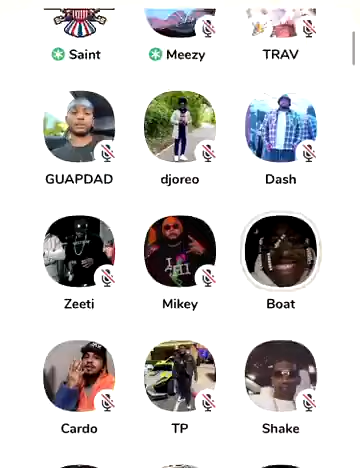 Saint Meezy TRAV
GUAPDAD djoreo Dash
Zeeti Mikey Boat
Cardo TP Shake